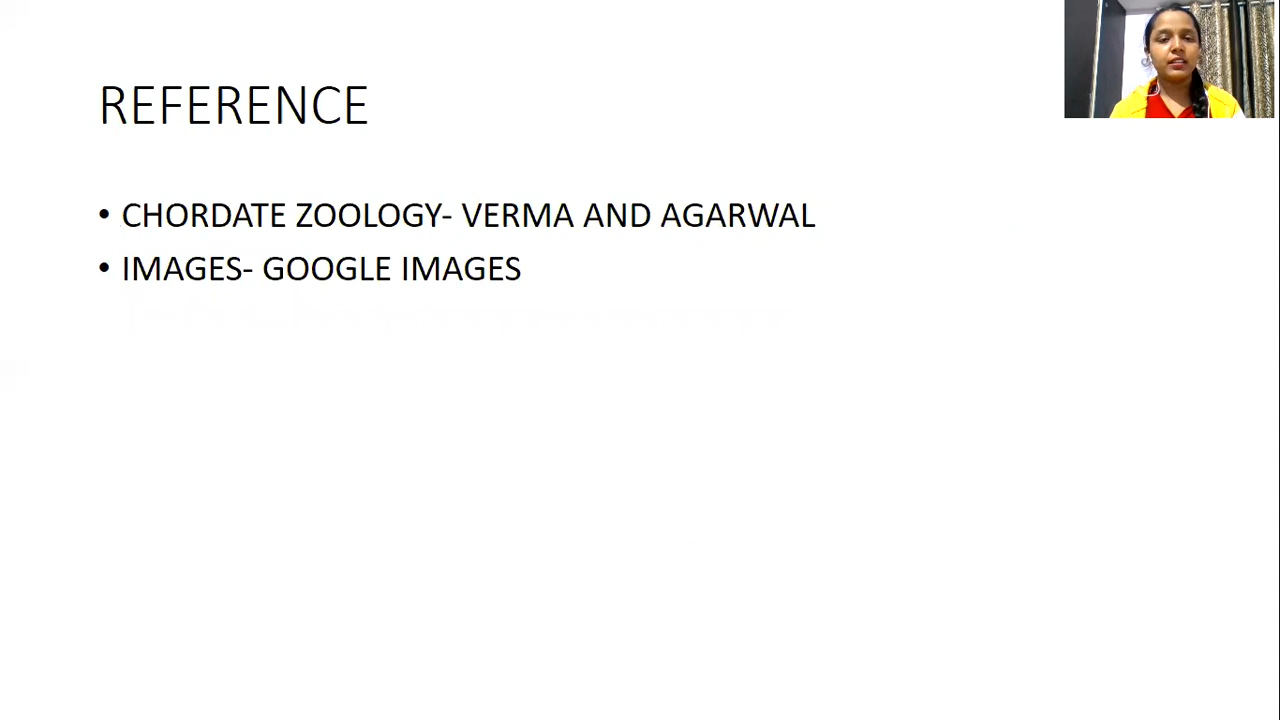 REFERENCE
• CHORDATE ZOOLOGY- VERMA AND AGARWAL
• IMAGES- GOOGLE IMAGES